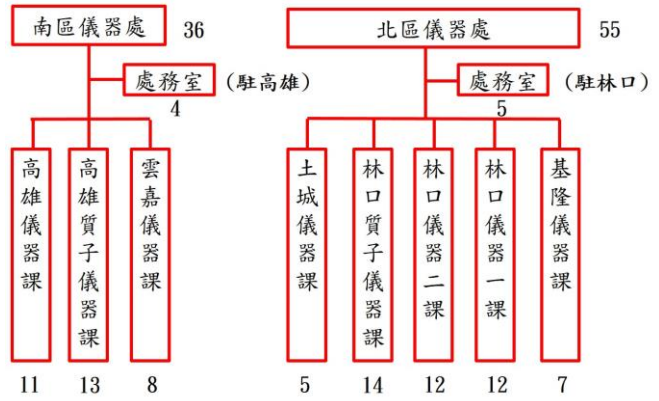 南區儀器處 36
北區儀器處 55
處務室 (駐高雄)
4
處務室 (駐林口)
5
高雄儀器課
高雄質子儀器課
雲嘉儀器課
土城儀器課
林口質子儀器課
林口儀器二課
林口儀器一課
基隆儀器課
11 13 8 5 14 12 12 7